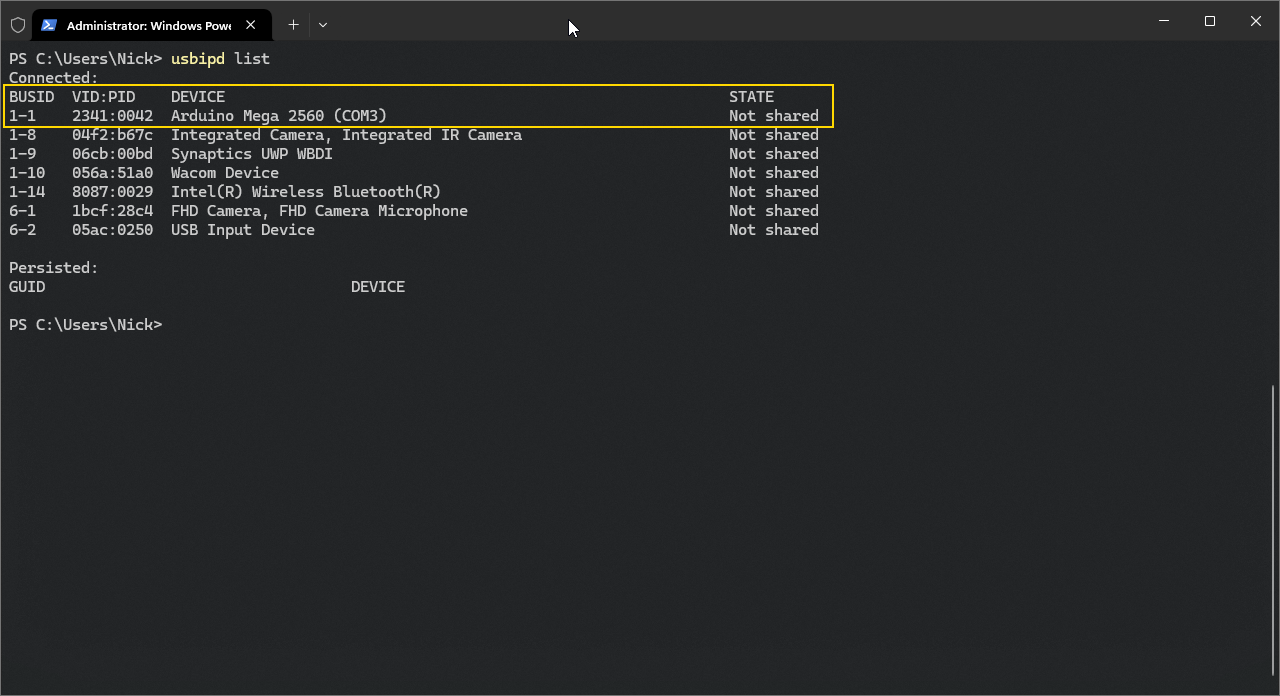 Administrator: Windows Powe
PS C:\Users\Nick> usbipd list
Connected:
BUSID  VID:PID    DEVICE                                                        STATE
1-1    2341:0042  Arduino Mega 2560 (COM3)                                      Not shared
1-8    04f2:b67c  Integrated Camera, Integrated IR Camera                       Not shared
1-9    06cb:00bd  Synaptics UWP WBDI                                            Not shared
1-10   056a:51a0  Wacom Device                                                  Not shared
1-14   8087:0029  Intel(R) Wireless Bluetooth(R)                                Not shared
6-1    1bcf:28c4  FHD Camera, FHD Camera Microphone                             Not shared
6-2    05ac:0250  USB Input Device                                              Not shared
Persisted:
GUID                                  DEVICE
PS C:\Users\Nick>